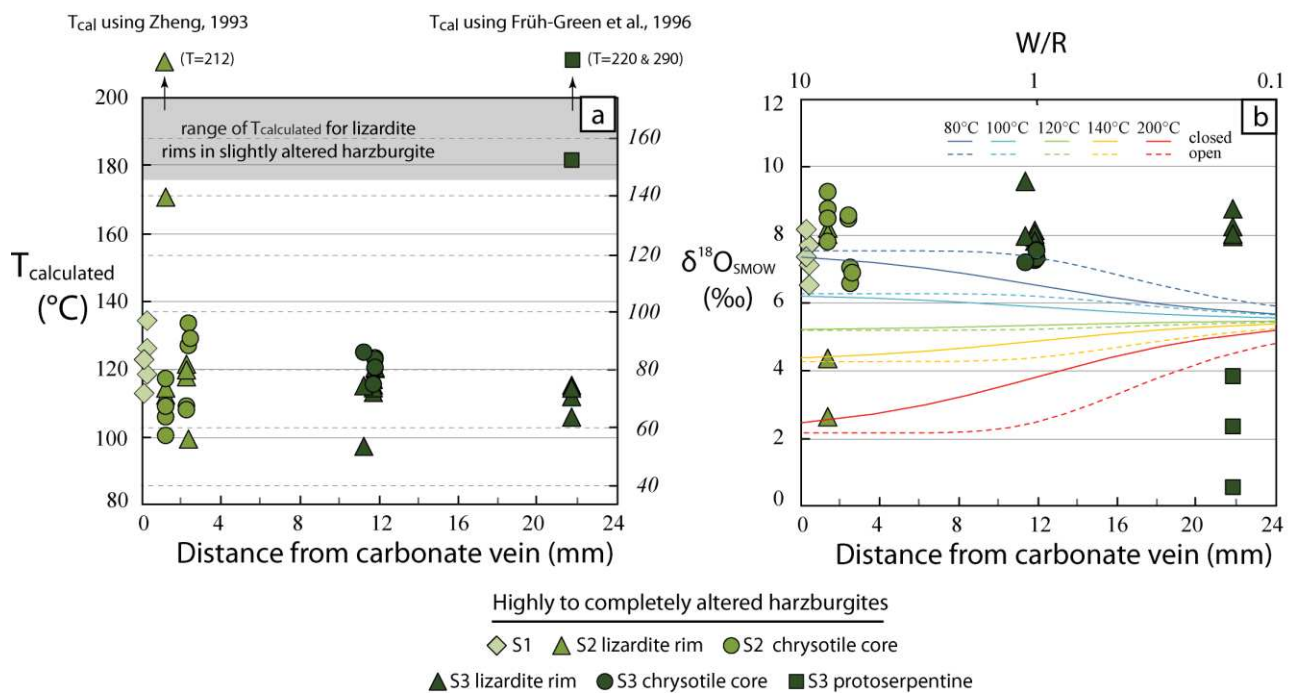 Tcal using Zheng, 1993
Tcal using Früh-Green et al., 1996
(T=212)
(T=220 & 290)
W/R
10 1 0.1
200
180
160
140
120
100
80
a
range of Tcalculated for lizardite
rims in slightly altered harzburgite
160
140
120
100
80
60
40
Tcalculated
(°C)
0 4 8 12 16 20 24
Distance from carbonate vein (mm)
b
12
10
8
6
4
2
0
80°C 100°C 120°C 140°C 200°C
closed
open
δ18OSMOW
(‰)
0 4 8 12 16 20 24
Distance from carbonate vein (mm)
Highly to completely altered harzburgites
S1 S2 lizardite rim S2 chrysotile core
S3 lizardite rim S3 chrysotile core S3 protoserpentine